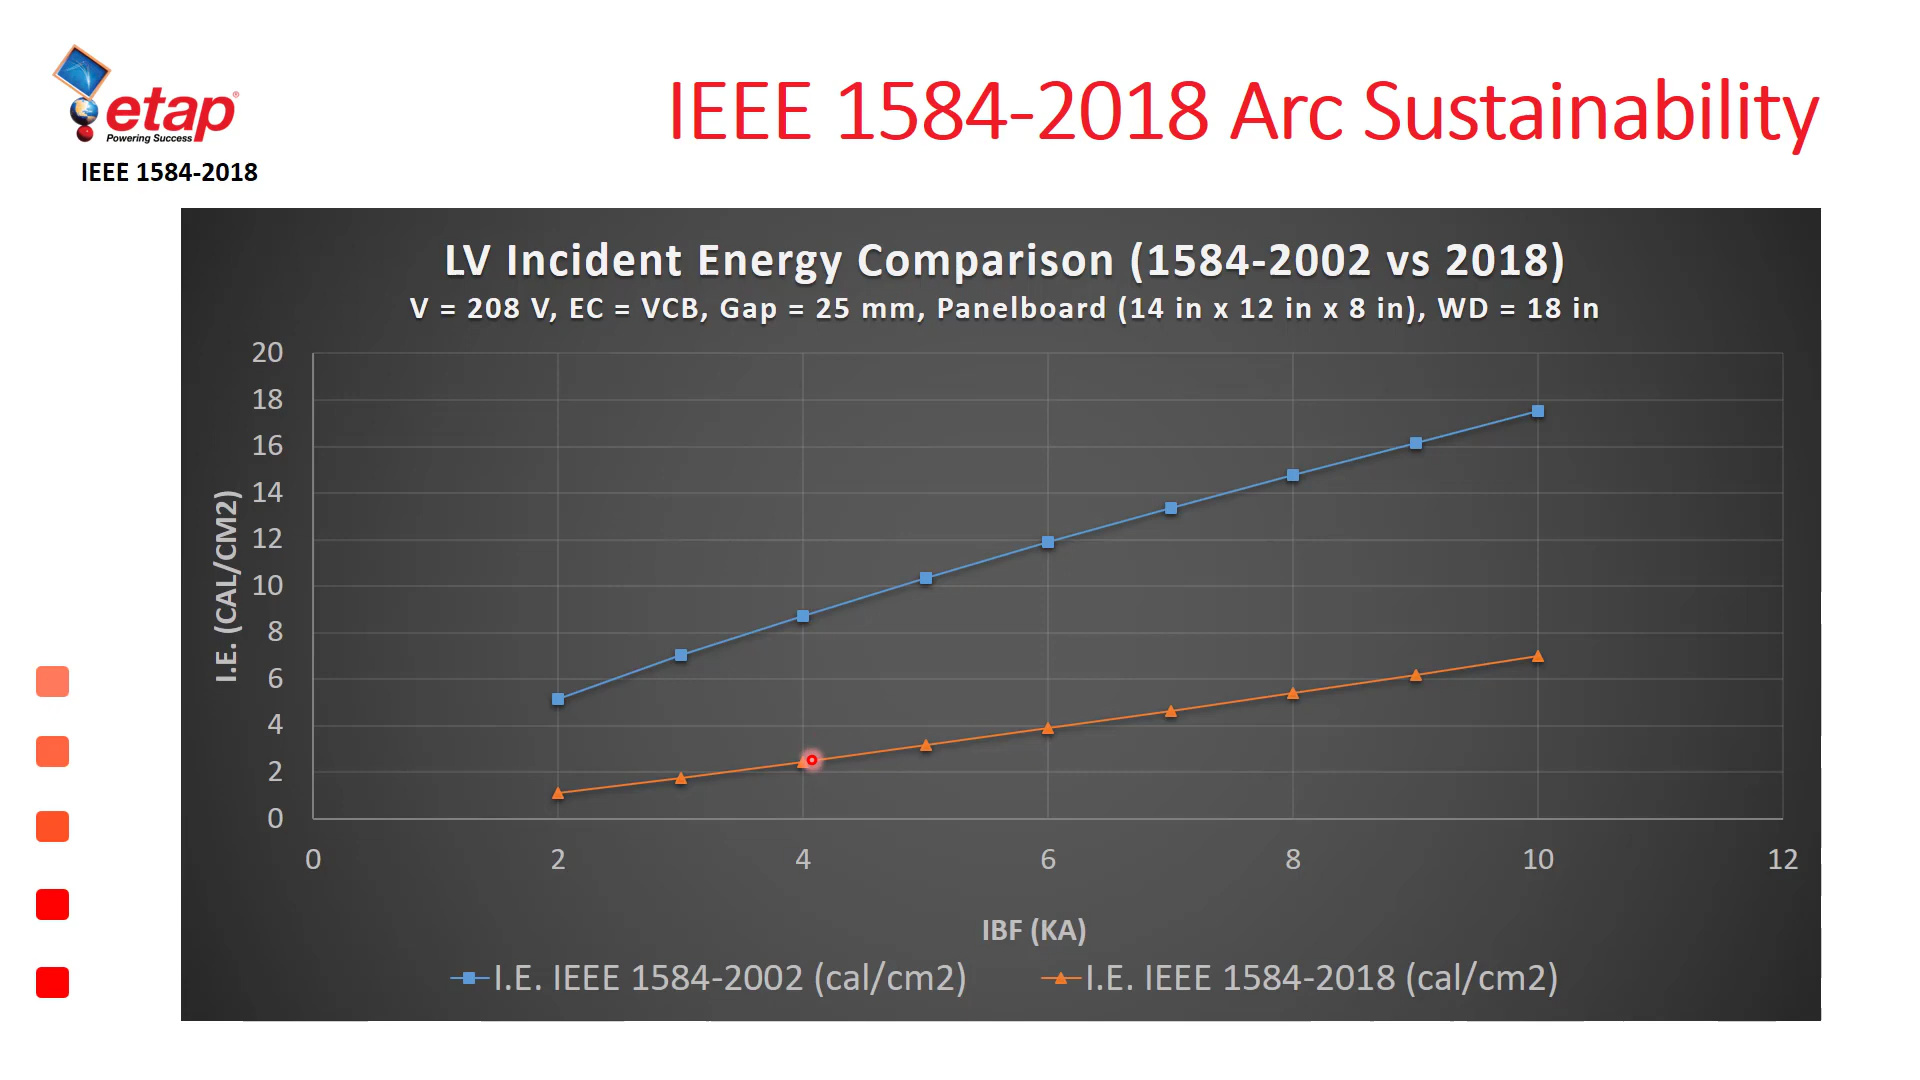 etap®
Powering Success
IEEE 1584-2018
IEEE 1584-2018 Arc Sustainability
LV Incident Energy Comparison (1584-2002 vs 2018)
V = 208 V, EC = VCB, Gap = 25 mm, Panelboard (14 in x 12 in x 8 in), WD = 18 in
I.E. (CAL/CM2)
20
18
16
14
12
10
8
6
4
2
0
0 2 4 6 8 10 12
IBF (KA)
I.E. IEEE 1584-2002 (cal/cm2) I.E. IEEE 1584-2018 (cal/cm2)